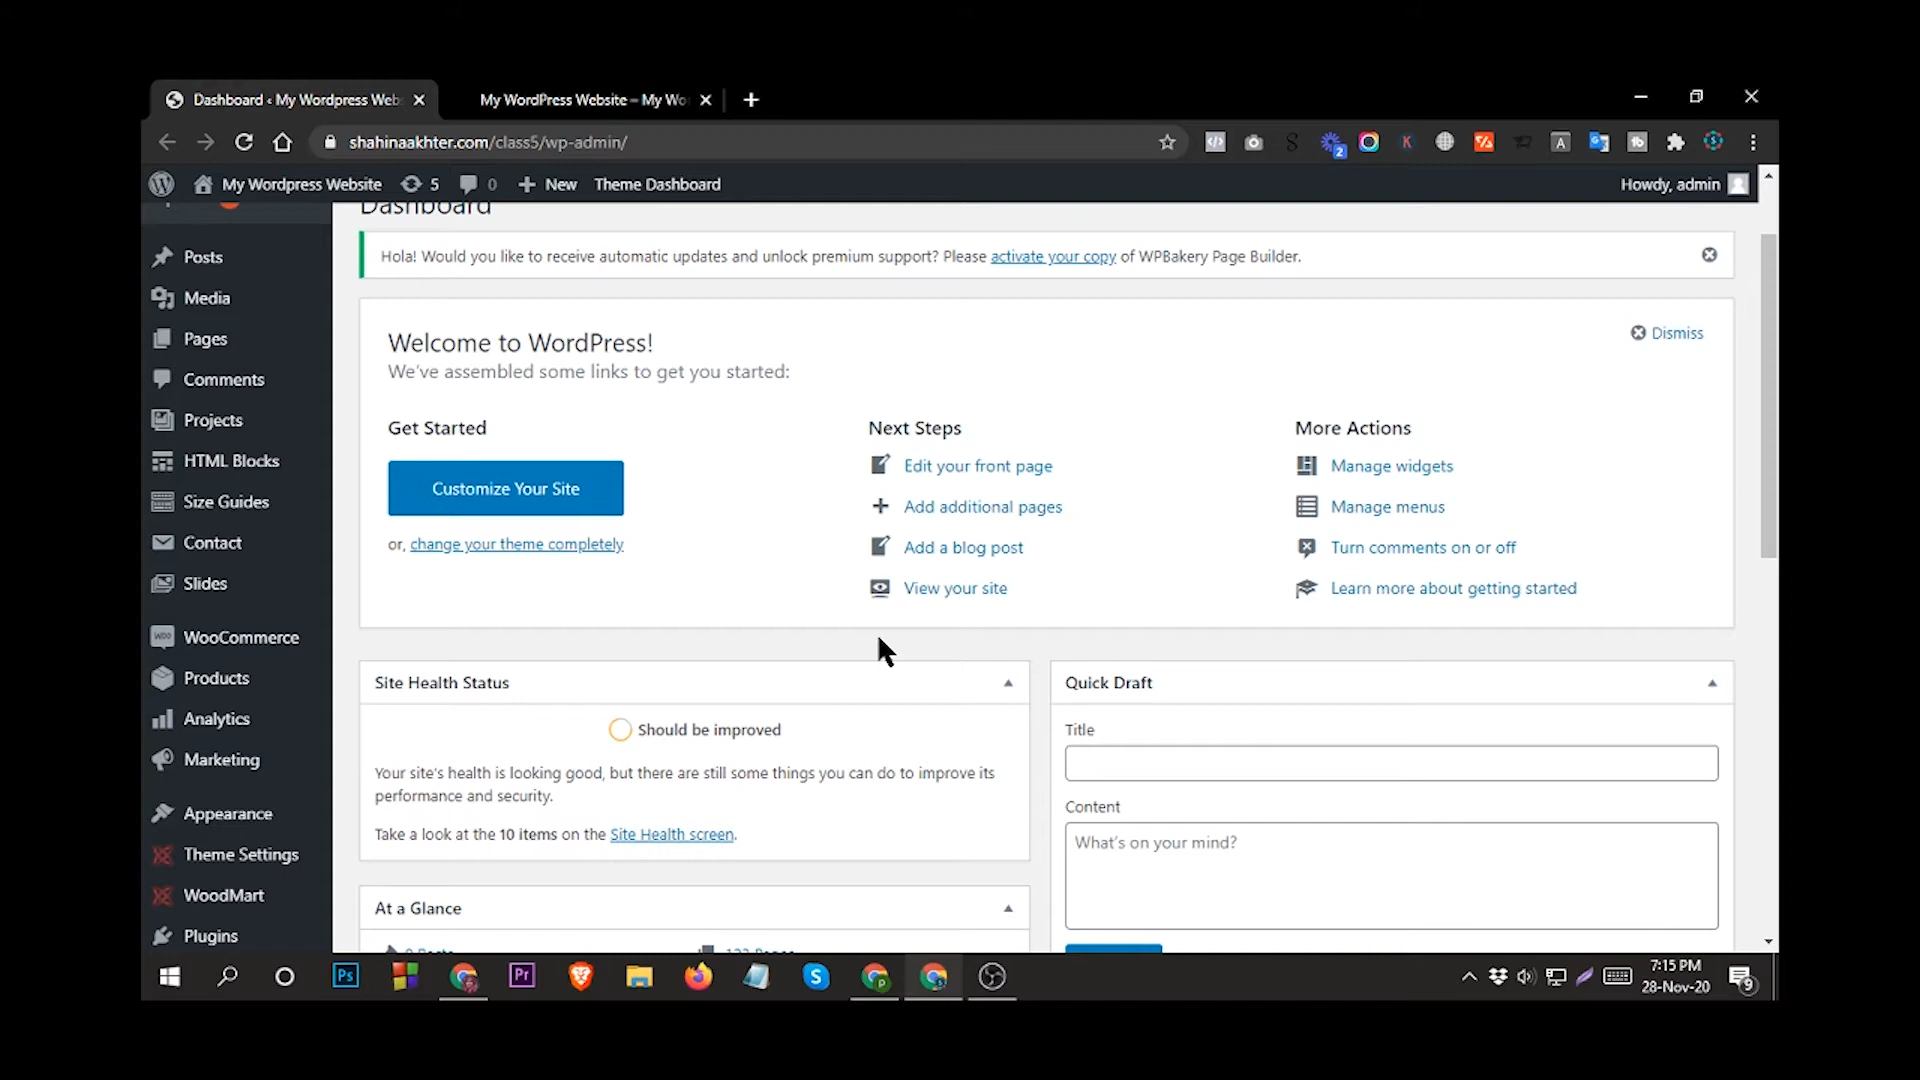 Dashboard ‹ My Wordpress Web
My WordPress Website – My Wo
shahinaakhter.com/class5/wp-admin/
My Wordpress Website 5 0 New Theme Dashboard Howdy, admin
Dashboard
Hola! Would you like to receive automatic updates and unlock premium support? Please activate your copy of WPBakery Page Builder.
Posts
Media
Pages
Comments
Projects
HTML Blocks
Size Guides
Contact
Slides
WooCommerce
Products
Analytics
Marketing
Appearance
Theme Settings
WoodMart
Plugins
Welcome to WordPress!
Dismiss
We've assembled some links to get you started:
Get Started
Customize Your Site
or, change your theme completely
Next Steps
Edit your front page
Add additional pages
Add a blog post
View your site
More Actions
Manage widgets
Manage menus
Turn comments on or off
Learn more about getting started
Site Health Status
Should be improved
Your site's health is looking good, but there are still some things you can do to improve its
performance and security.
Take a look at the 10 items on the Site Health screen.
At a Glance
Quick Draft
Title
Content
What's on your mind?
7:15 PM
28-Nov-20